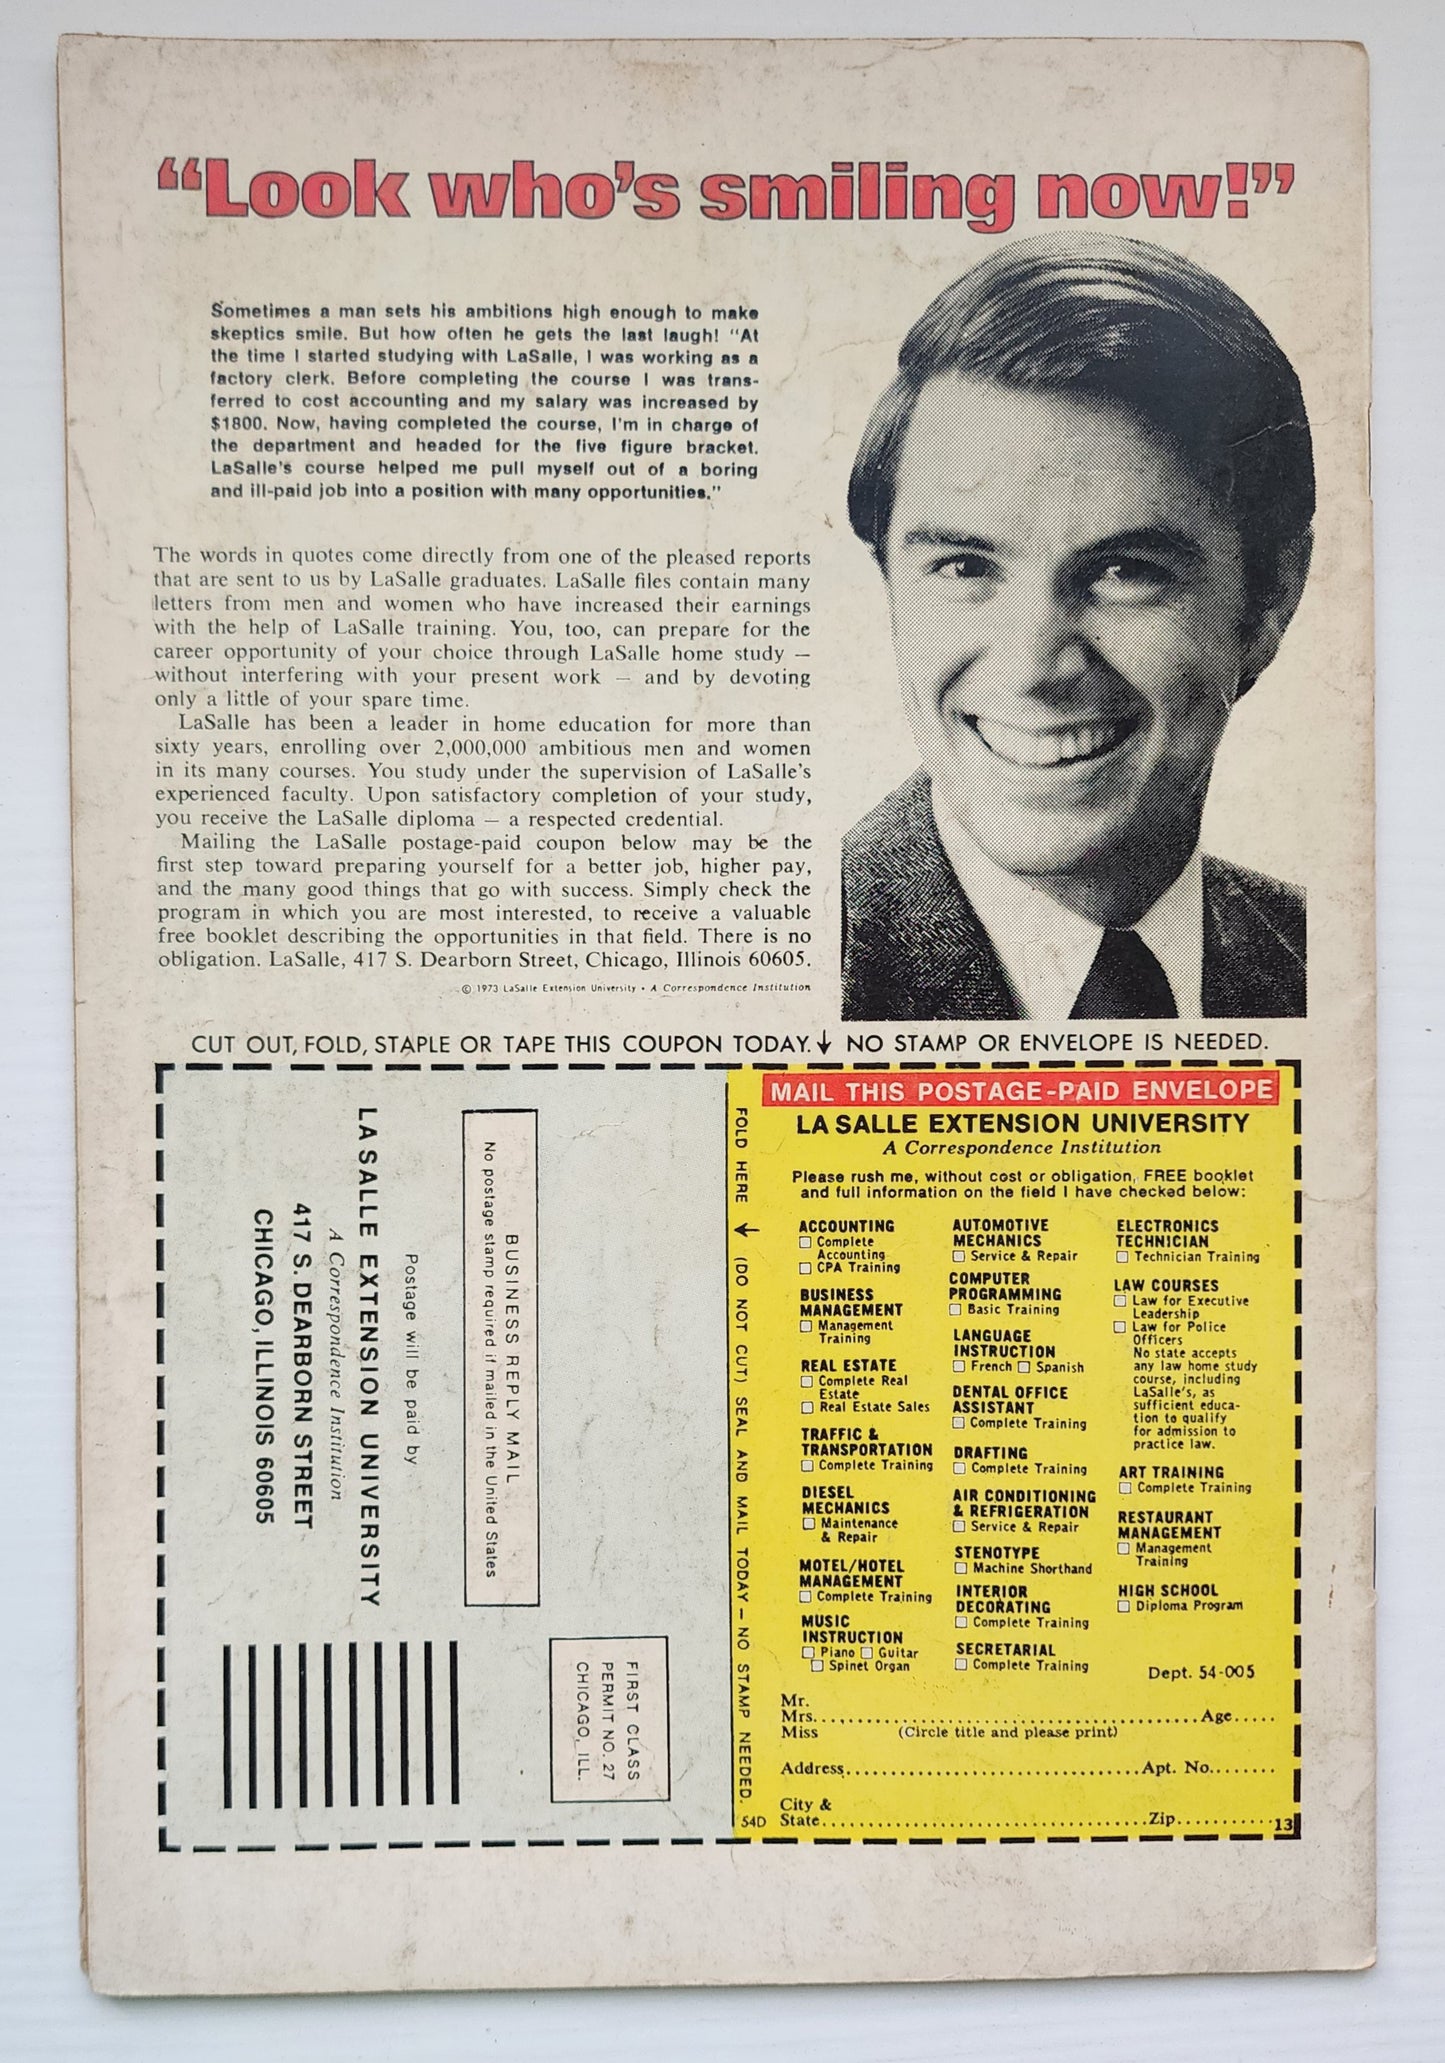 “Look who’s smiling now!”
Sometimes a man sets his ambitions high enough to make
skeptics smile. But how often he gets the last laugh! “At
the time I started studying with LaSalle, I was working as a
factory clerk. Before completing the course I was trans-
ferred to cost accounting and my salary was increased by
$1800. Now, having completed the course, I’m in charge of
the department and headed for the five figure bracket.
LaSalle’s course helped me pull myself out of a boring
and ill-paid job into a position with many opportunities.”
The words in quotes come directly from one of the pleased reports
that are sent to us by LaSalle graduates. LaSalle files contain many
letters from men and women who have increased their earnings
with the help of LaSalle training. You, too, can prepare for the
career opportunity of your choice through LaSalle home study —
without interfering with your present work — and by devoting
only a little of your spare time.
LaSalle has been a leader in home education for more than
sixty years, enrolling over 2,000,000 ambitious men and women
in its many courses. You study under the supervision of LaSalle’s
experienced faculty. Upon satisfactory completion of your study,
you receive the LaSalle diploma — a respected credential.
Mailing the LaSalle postage-paid coupon below may be the
first step toward preparing yourself for a better job, higher pay,
and the many good things that go with success. Simply check the
program in which you are most interested, to receive a valuable
free booklet describing the opportunities in that field. There is no
obligation. LaSalle, 417 S. Dearborn Street, Chicago, Illinois 60605.
© 1973 LaSalle Extension University • A Correspondence Institution
CUT OUT, FOLD, STAPLE OR TAPE THIS COUPON TODAY.↓ NO STAMP OR ENVELOPE IS NEEDED.
FIRST CLASS
PERMIT NO. 27
CHICAGO, ILL.
BUSINESS REPLY MAIL
No postage stamp required if mailed in the United States
Postage will be paid by
LASALLE EXTENSION UNIVERSITY
A Correspondence Institution
417 S. DEARBORN STREET
CHICAGO, ILLINOIS 60605
FOLD HERE ↓ (DO NOT CUT) SEAL AND MAIL TODAY — NO STAMP NEEDED.
MAIL THIS POSTAGE-PAID ENVELOPE
LA SALLE EXTENSION UNIVERSITY
A Correspondence Institution
Please rush me, without cost or obligation, FREE booklet
and full information on the field I have checked below:
ACCOUNTING
☐ Complete
Accounting
☐ CPA Training
BUSINESS
MANAGEMENT
☐ Management
Training
REAL ESTATE
☐ Complete Real
Estate
☐ Real Estate Sales
TRAFFIC &
TRANSPORTATION
☐ Complete Training
DIESEL
MECHANICS
☐ Maintenance
& Repair
MOTEL/HOTEL
MANAGEMENT
☐ Complete Training
MUSIC
INSTRUCTION
☐ Piano ☐ Guitar
☐ Spinet Organ
AUTOMOTIVE
MECHANICS
☐ Service & Repair
COMPUTER
PROGRAMMING
☐ Basic Training
LANGUAGE
INSTRUCTION
☐ French ☐ Spanish
DENTAL OFFICE
ASSISTANT
☐ Complete Training
DRAFTING
☐ Complete Training
AIR CONDITIONING
& REFRIGERATION
☐ Service & Repair
STENOTYPE
☐ Machine Shorthand
INTERIOR
DECORATING
☐ Complete Training
SECRETARIAL
☐ Complete Training
ELECTRONICS
TECHNICIAN
☐ Technician Training
LAW COURSES
☐ Law for Executive
Leadership
☐ Law for Police
Officers
No state accepts
any law home study
course, including
LaSalle’s, as
sufficient educa-
tion to qualify
for admission to
practice law.
ART TRAINING
☐ Complete Training
RESTAURANT
MANAGEMENT
☐ Management
Training
HIGH SCHOOL
☐ Diploma Program
Dept. 54-005
Mr.
Mrs. Age
Miss (Circle title and please print)
Address Apt. No.
City &
State Zip
54D
13